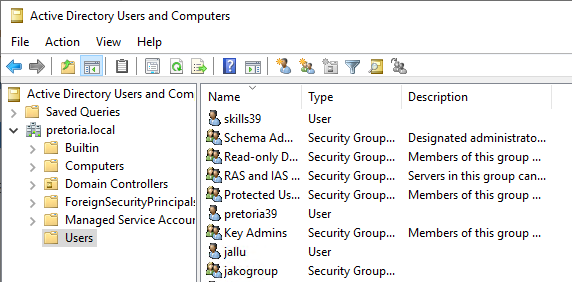 Active Directory Users and Computers
File Action View Help
Active Directory Users and Com
Saved Queries
pretoria.local
Builtin
Computers
Domain Controllers
ForeignSecurityPrincipals
Managed Service Accour
Users
Name Type Description
skills39 User
Schema Ad... Security Group... Designated administrato...
Read-only D... Security Group... Members of this group ...
RAS and IAS ... Security Group... Servers in this group can...
Protected Us... Security Group... Members of this group ...
pretoria39 User
Key Admins Security Group... Members of this group ...
jallu User
jakogroup Security Group...